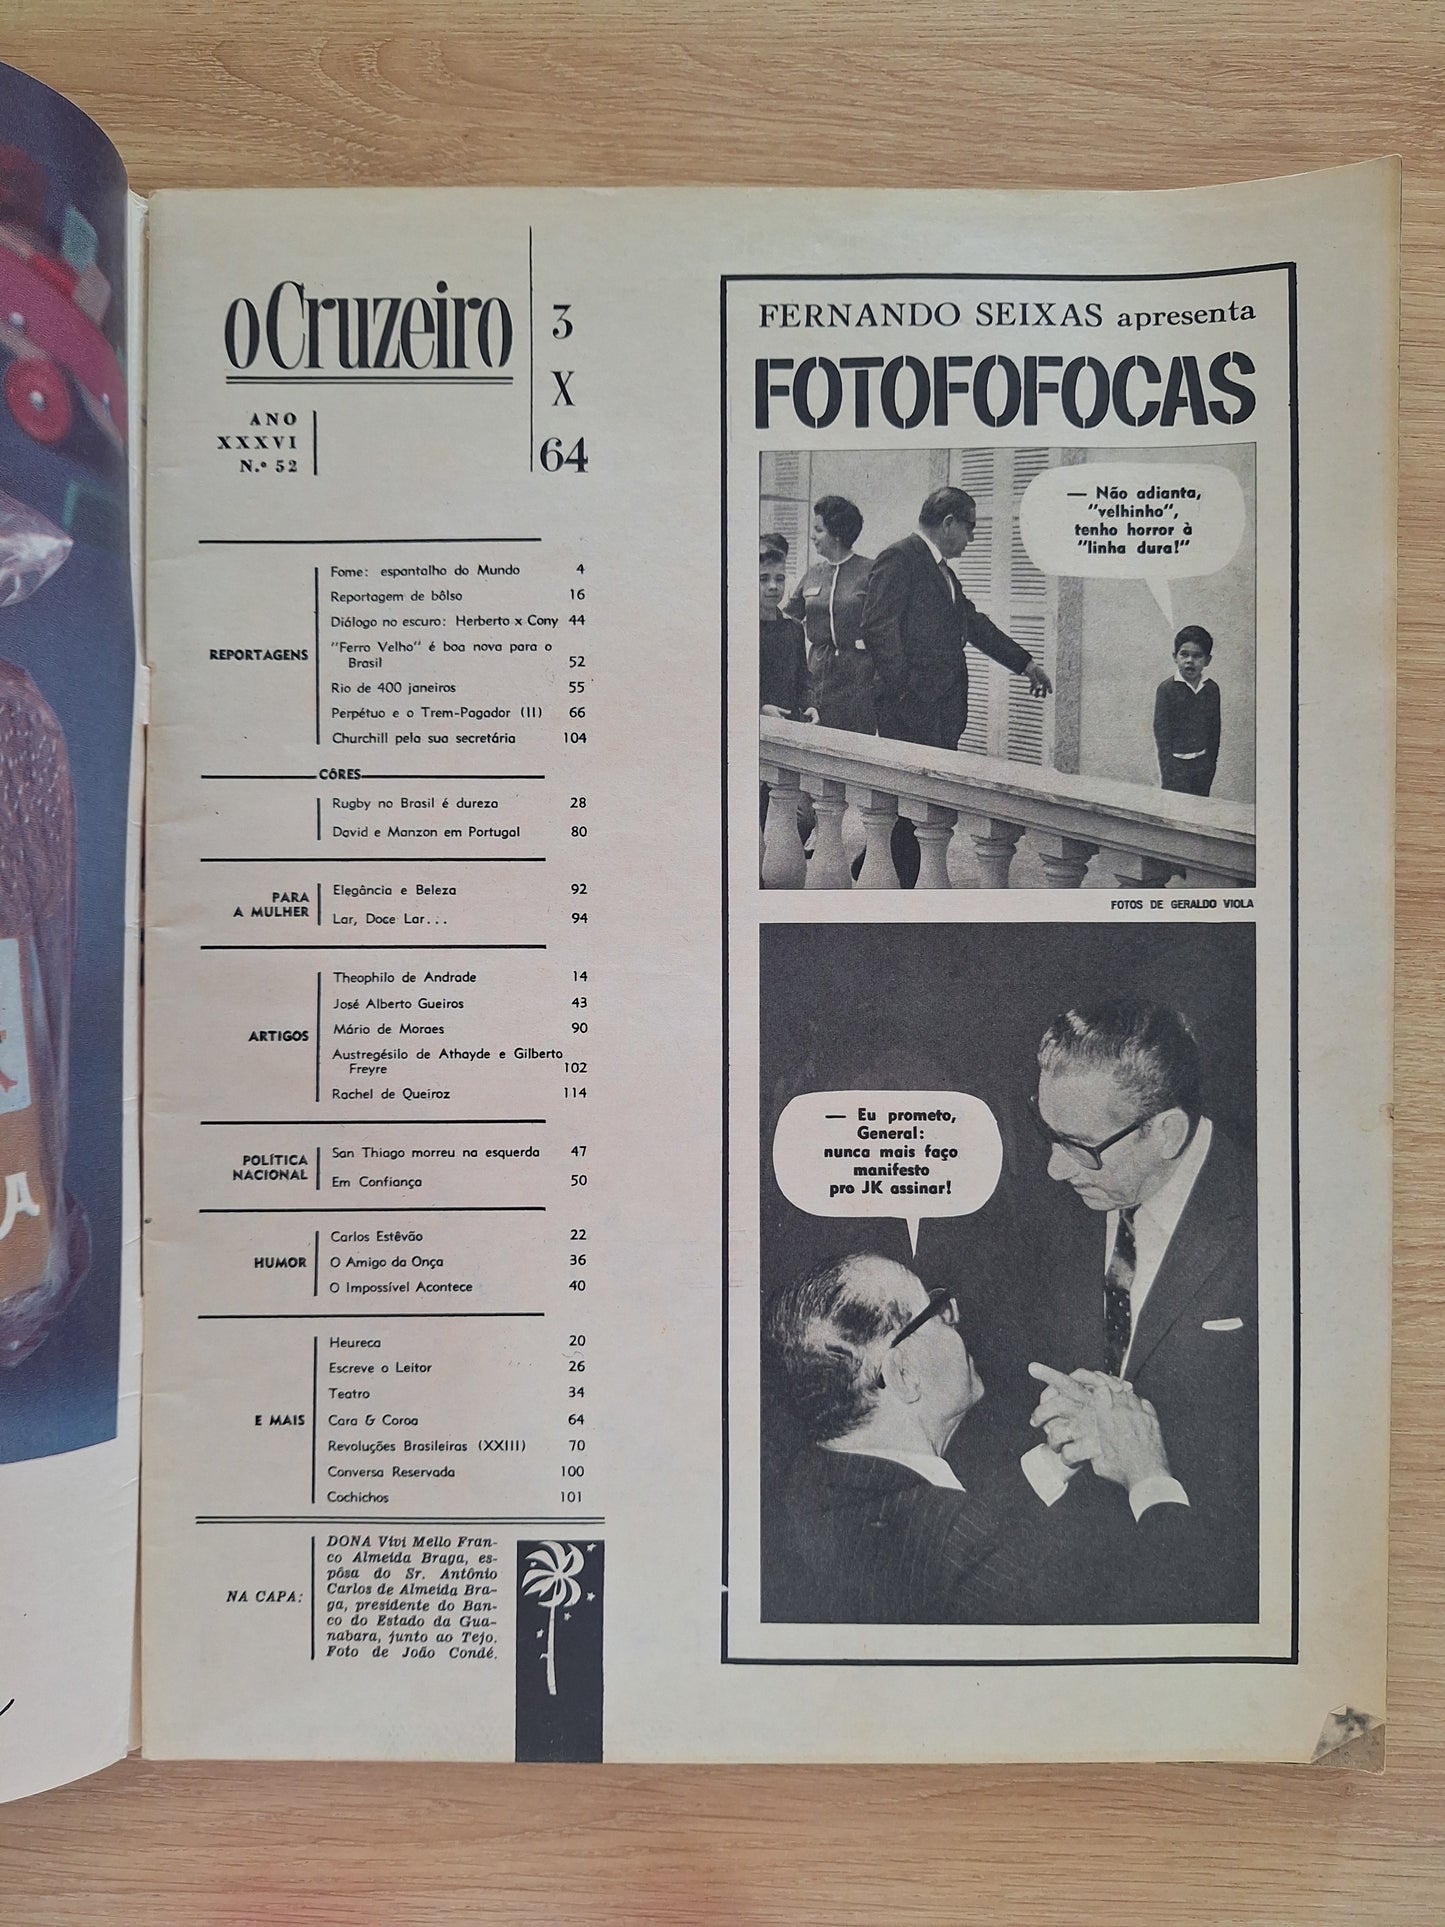 o Cruzeiro
ANO
XXXVI
N.º 52
3
X
64
REPORTAGENS
Fome: espantalho do Mundo 4
Reportagem de bôlso 16
Diálogo no escuro: Herberto x Cony 44
"Ferro Velho" é boa nova para o
Brasil 52
Rio de 400 janeiros 55
Perpétuo e o Trem-Pagador (II) 66
Churchill pela sua secretária 104
CÔRES
Rugby no Brasil é dureza 28
David e Manzon em Portugal 80
PARA
A MULHER
Elegância e Beleza 92
Lar, Doce Lar... 94
ARTIGOS
Theophilo de Andrade 14
José Alberto Gueiros 43
Mário de Moraes 90
Austregésilo de Athayde e Gilberto
Freyre 102
Rachel de Queiroz 114
POLÍTICA
NACIONAL
San Thiago morreu na esquerda 47
Em Confiança 50
HUMOR
Carlos Estêvão 22
O Amigo da Onça 36
O Impossível Acontece 40
E MAIS
Heureca 20
Escreve o Leitor 26
Teatro 34
Cara & Coroa 64
Revoluções Brasileiras (XXIII) 70
Conversa Reservada 100
Cochichos 101
NA CAPA:
DONA Vivi Mello Fran-
co Almeida Braga, es-
pôsa do Sr. Antônio
Carlos de Almeida Bra-
ga, presidente do Ban-
co do Estado da Gua-
nabara, junto ao Tejo.
Foto de João Condé.
FERNANDO SEIXAS apresenta
FOTOFOFOCAS
— Não adianta,
"velhinho",
tenho horror à
"linha dura!"
FOTOS DE GERALDO VIOLA
— Eu prometo,
General:
nunca mais faço
manifesto
pro JK assinar!